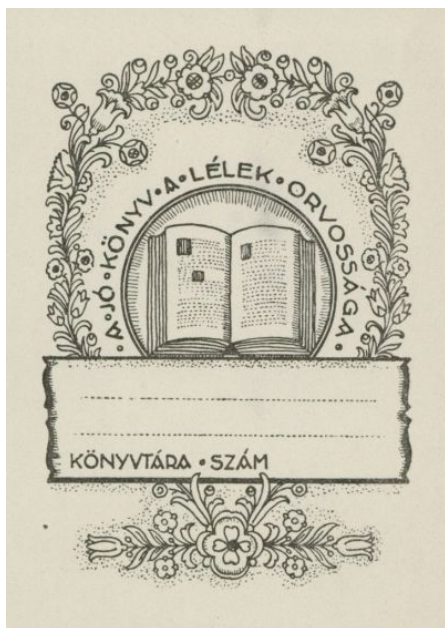 A • JÓ • KÖNYV • A • LÉLEK • ORVOSSÁGA •
KÖNYVTÁRA • SZÁM